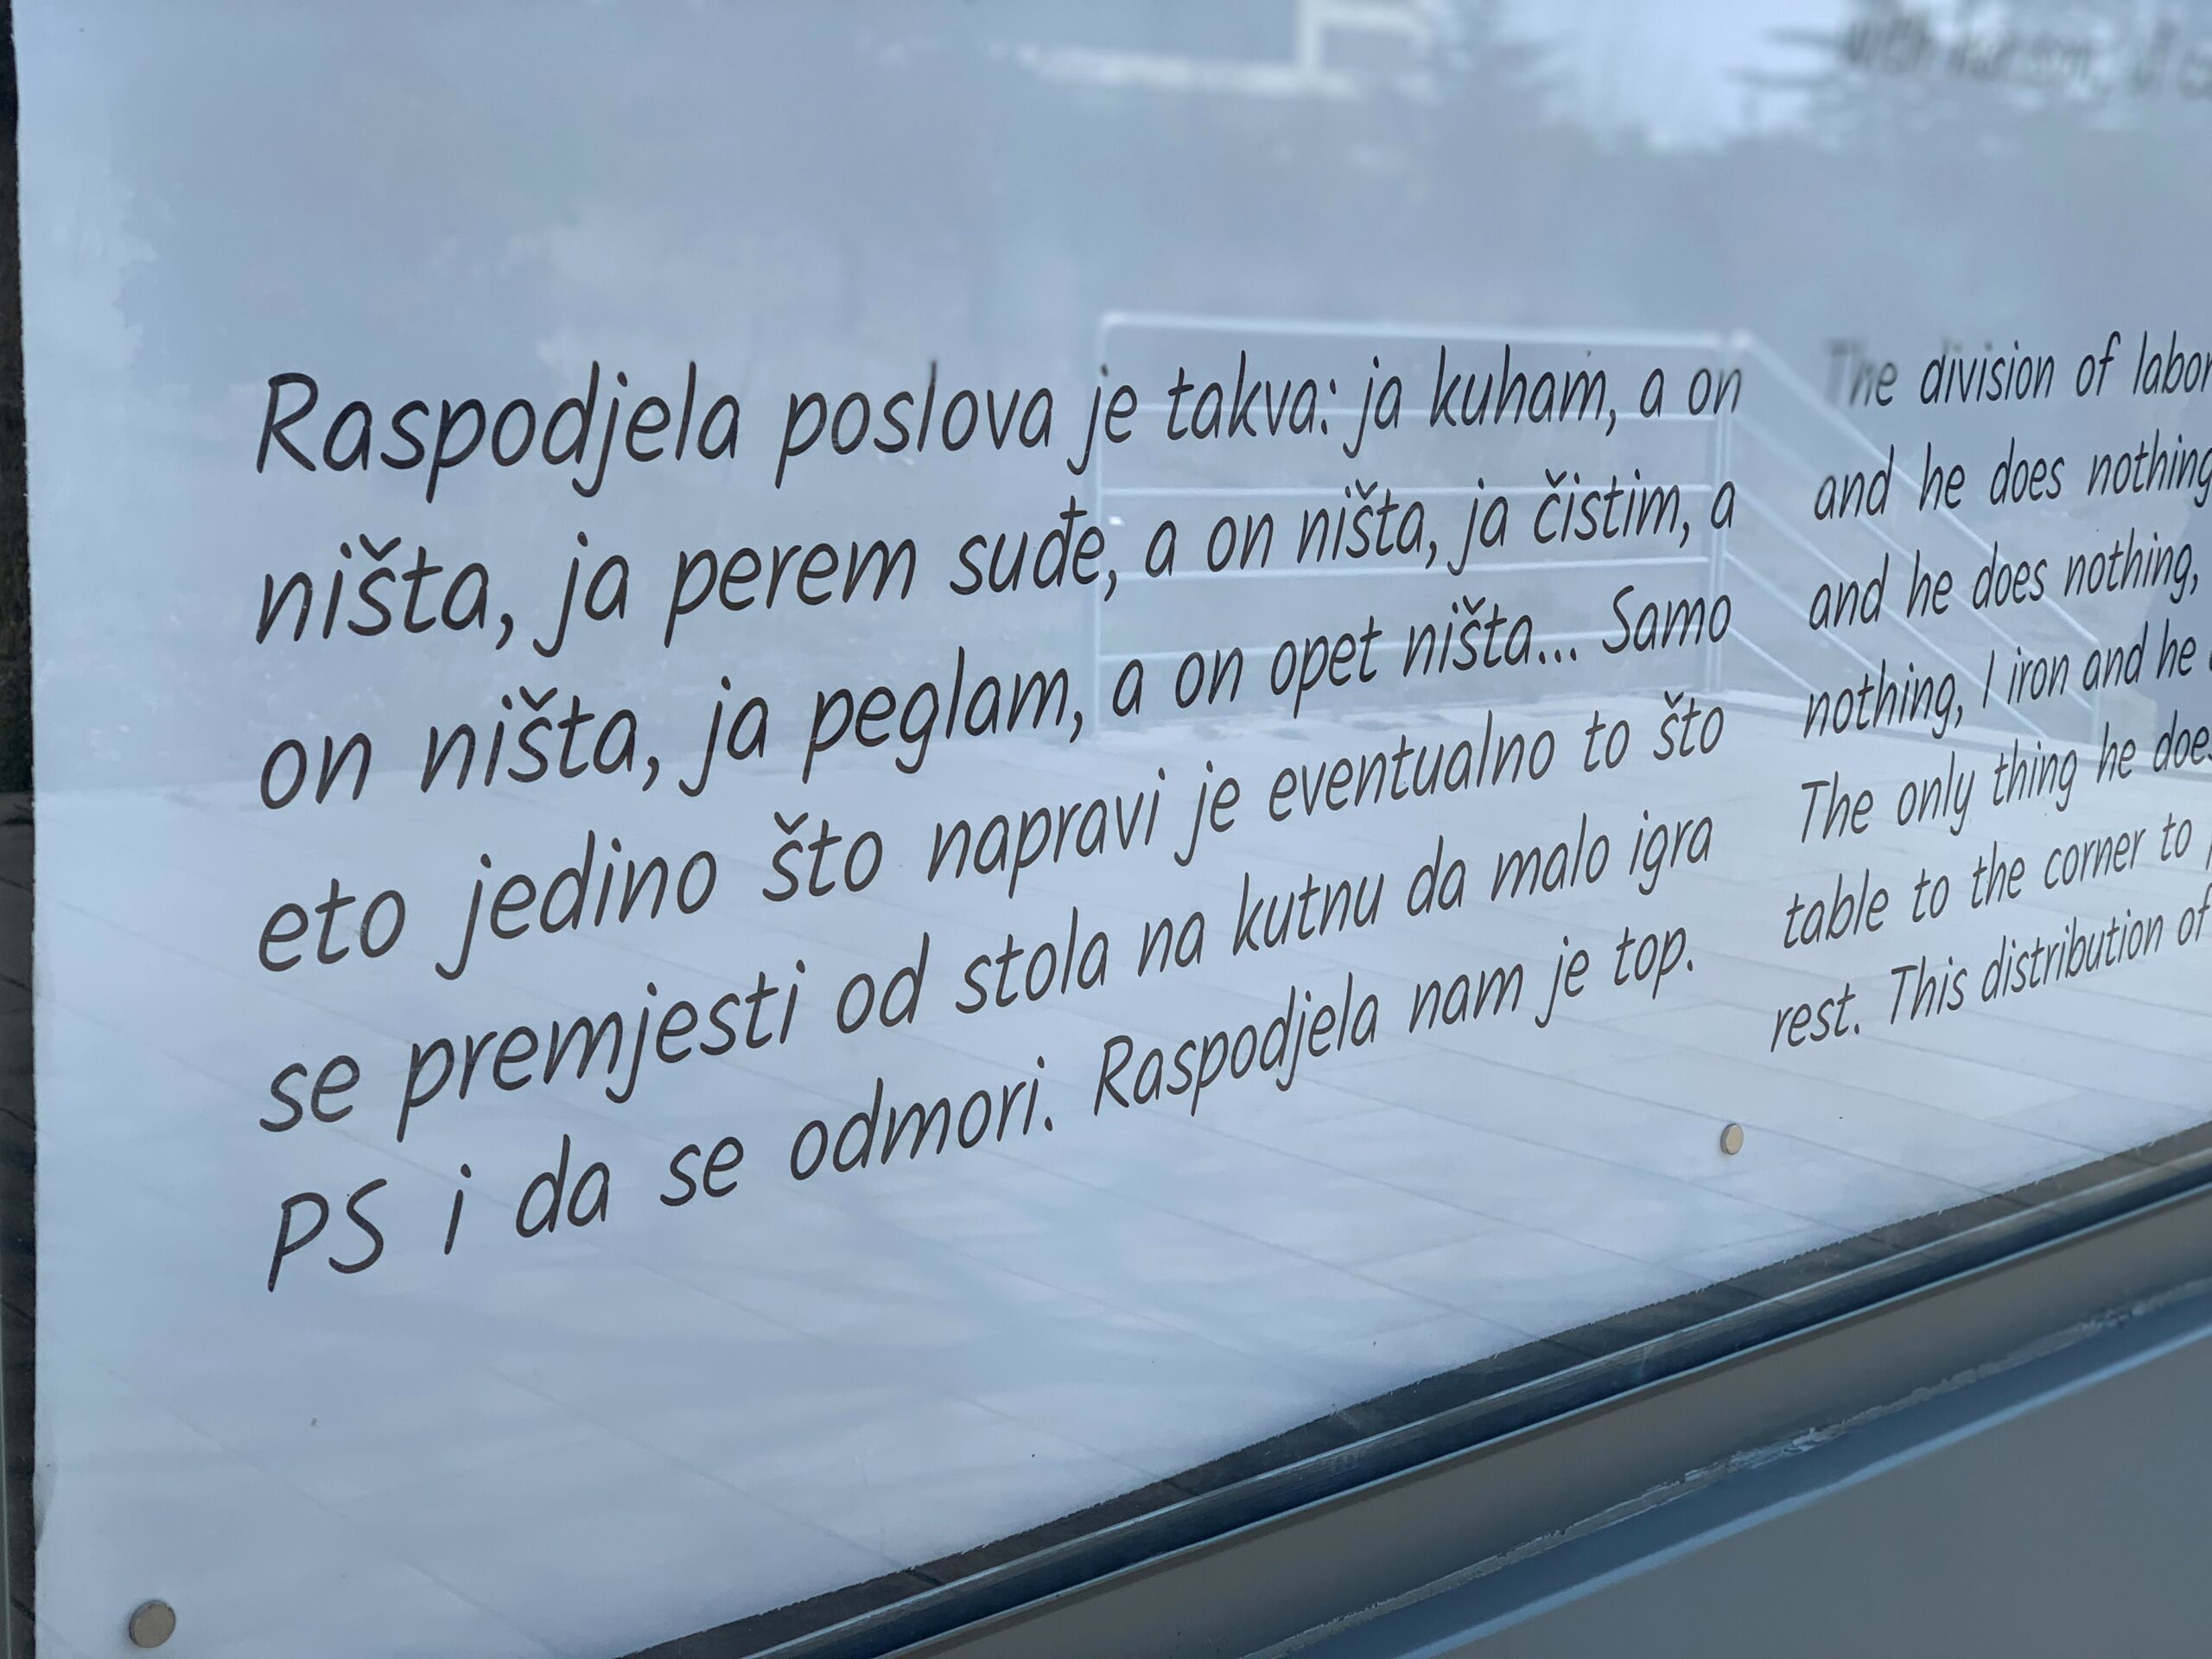 Raspodjela poslova je takva: ja kuham, a on
ništa, ja perem suđe, a on ništa, ja čistim, a
on ništa, ja peglam, a on opet ništa... Samo
eto jedino što napravi je eventualno to što
se premjesti od stola na kutnu da malo igra
PS i da se odmori. Raspodjela nam je top.
The division of labor
and he does nothing
and he does nothing,
nothing, I iron and he
The only thing he does
table to the corner to
rest. This distribution of